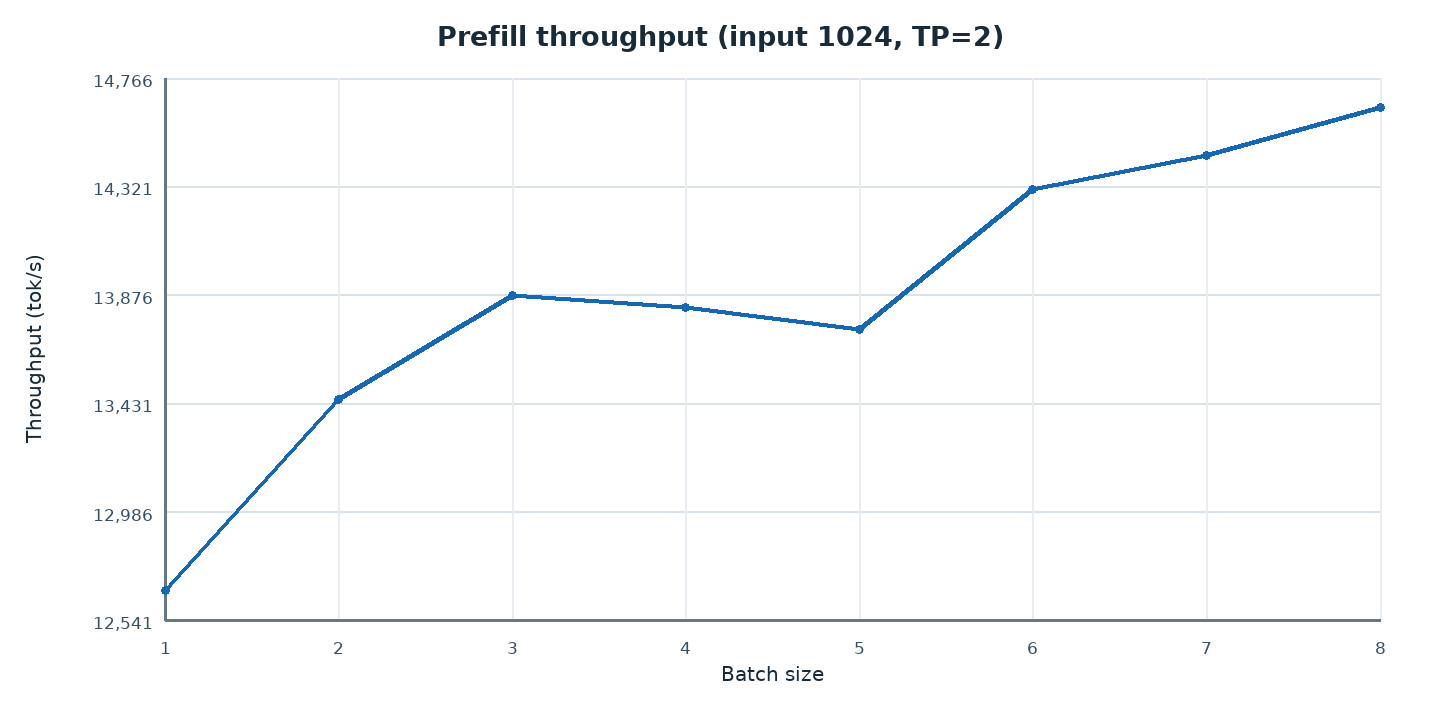 Prefill throughput (input 1024, TP=2)
14,766
14,321
13,876
13,431
12,986
12,541
Throughput (tok/s)
1 2 3 4 5 6 7 8
Batch size